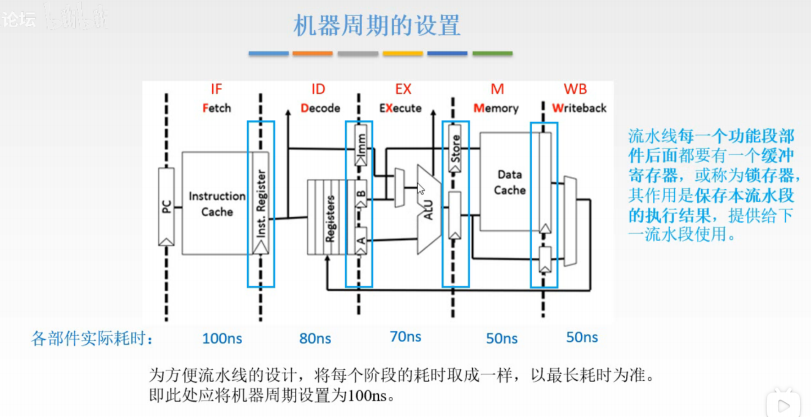 论坛
机器周期的设置
IF ID EX M WB
Fetch Decode EXecute Memory Writeback
Imm
Store
Instruction
Cache
Inst. Register
PC
Registers
B
A
ALU
Data
Cache
流水线每一个功能段部
件后面都要有一个缓冲
寄存器，或称为锁存器，
其作用是保存本流水段
的执行结果，提供给下
一流水段使用。
各部件实际耗时： 100ns 80ns 70ns 50ns 50ns
为方便流水线的设计，将每个阶段的耗时取成一样，以最长耗时为准。
即此处应将机器周期设置为100ns。